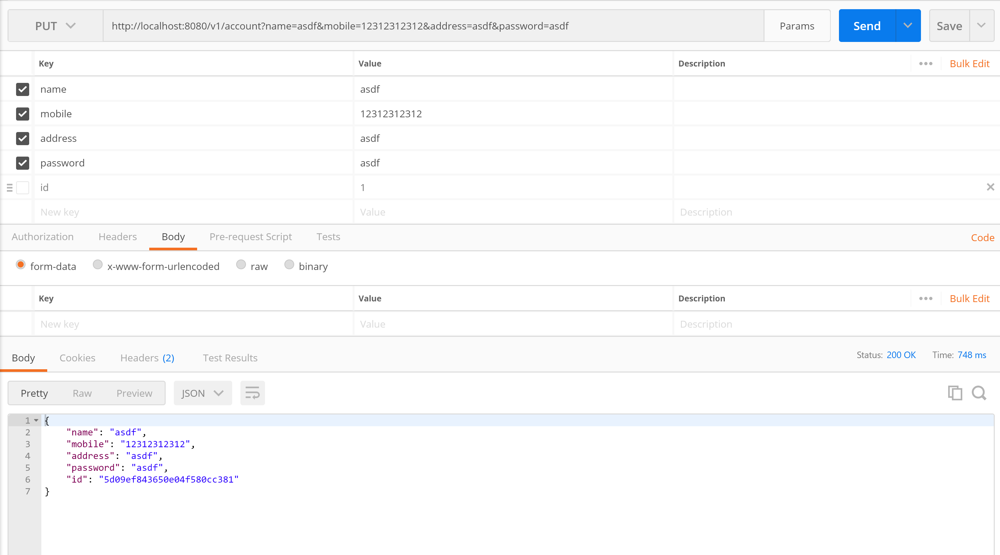 PUT http://localhost:8080/v1/account?name=asdf&mobile=12312312312&address=asdf&password=asdf Params Send Save
Key Value Description Bulk Edit
name asdf
mobile 12312312312
address asdf
password asdf
id 1
New key Value Description
Authorization Headers Body Pre-request Script Tests Code
form-data x-www-form-urlencoded raw binary
Key Value Description Bulk Edit
New key Value Description
Body Cookies Headers (2) Test Results Status: 200 OK Time: 748 ms
Pretty Raw Preview JSON
1 {
2 "name": "asdf",
3 "mobile": "12312312312",
4 "address": "asdf",
5 "password": "asdf",
6 "id": "5d09ef843650e04f580cc381"
7 }